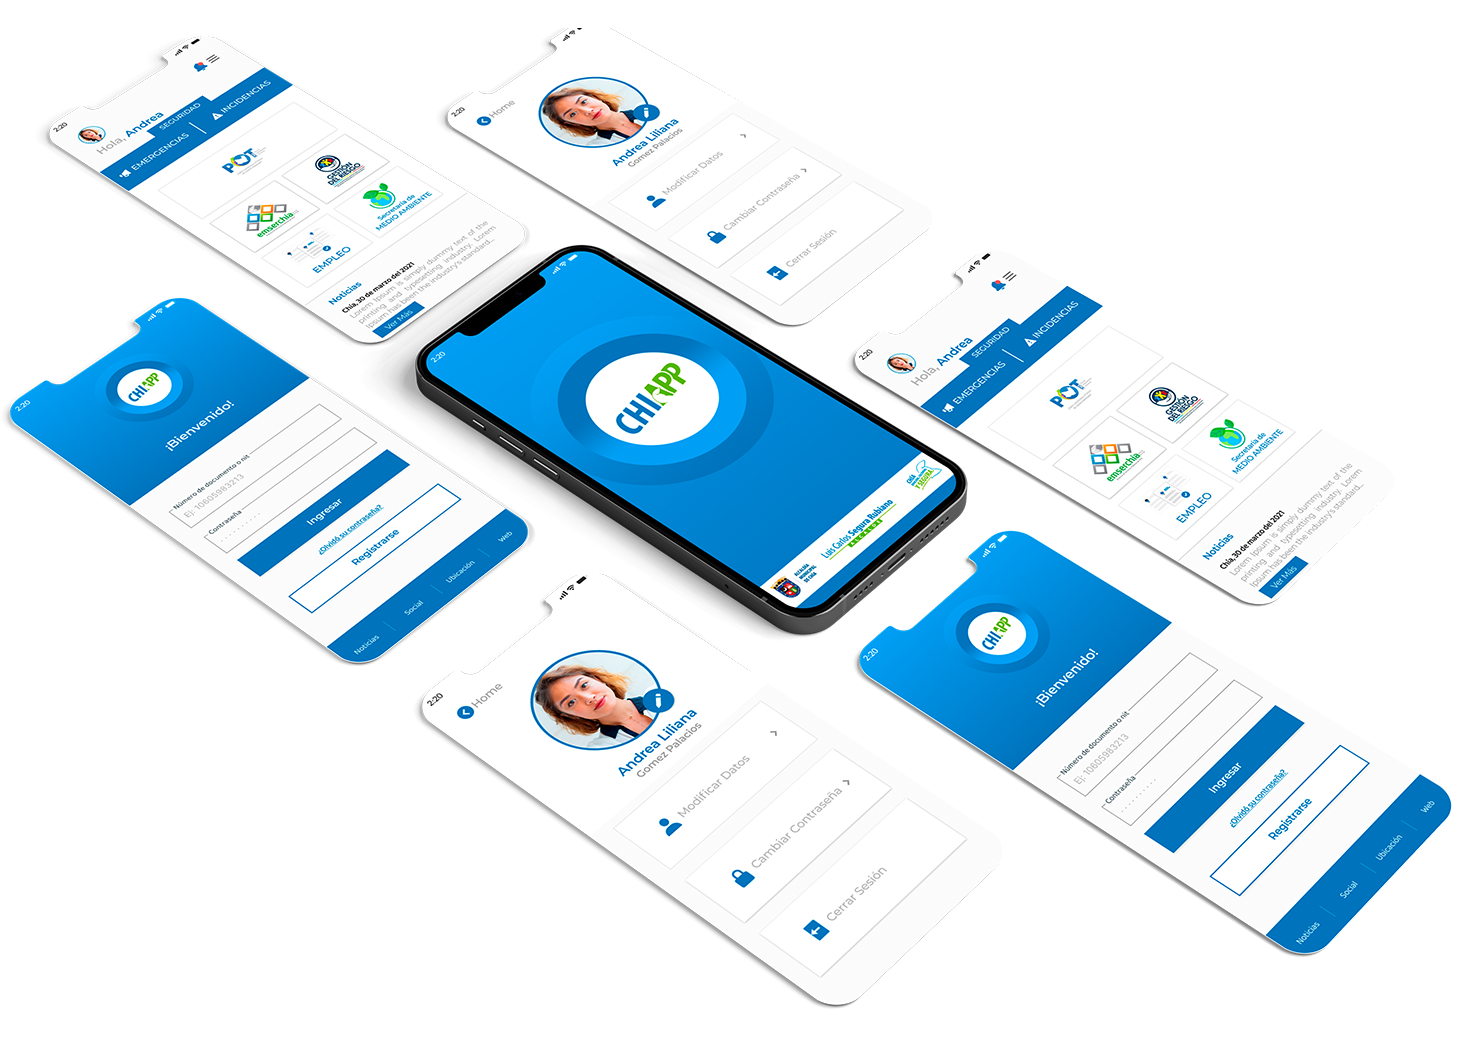 2:20
Hola, Andrea
SEGURIDAD
EMERGENCIAS
INCIDENCIAS
POT
GESTIÓN
DEL RIESGO
emserchia
Secretaría de
MEDIO AMBIENTE
EMPLEO
Noticias
Chia, 30 de marzo del 2021
Lorem Ipsum is simply dummy text of the
printing and typesetting industry. Lorem
Ipsum has been the industry's standard...
Ver Más
2:20
Home
Andrea Liliana
Gomez Palacios
Modificar Datos
Cambiar Contraseña
Cerrar Sesión
2:20
CHIAPP
¡Bienvenido!
Número de documento o nit
Ej: 10605983213
Contraseña
Ingresar
¿Olvidó su contraseña?
Registrarse
Noticias
Social
Ubicación
Web
2:20
CHIAPP
ALCALDÍA
MUNICIPAL
DE CHÍA
Luis Carlos Segura Rubiano
ALCALDE
CHÍA
Y SEGURA
2:20
Hola, Andrea
SEGURIDAD
EMERGENCIAS
INCIDENCIAS
POT
GESTIÓN
DEL RIESGO
emserchia
Secretaría de
MEDIO AMBIENTE
EMPLEO
Noticias
Chia, 30 de marzo del 2021
Lorem Ipsum is simply dummy text of the
printing and typesetting industry. Lorem
Ipsum has been the industry's standard...
Ver Más
2:20
Home
Andrea Liliana
Gomez Palacios
Modificar Datos
Cambiar Contraseña
Cerrar Sesión
2:20
CHIAPP
¡Bienvenido!
Número de documento o nit
Ej: 10605983213
Contraseña
Ingresar
¿Olvidó su contraseña?
Registrarse
Noticias
Social
Ubicación
Web